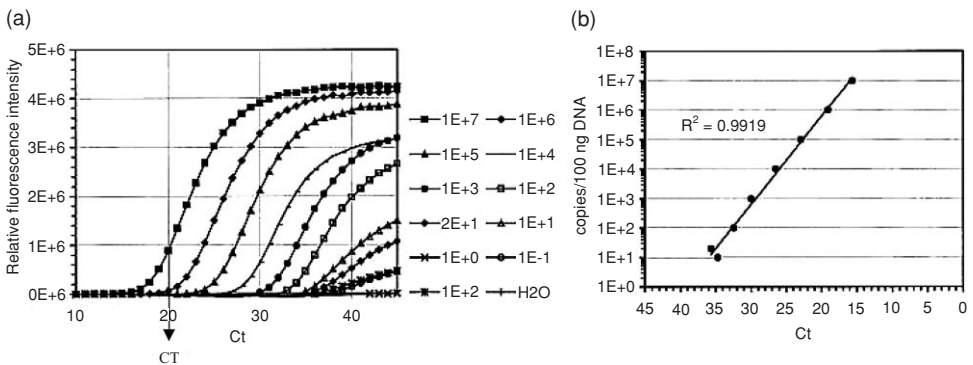 (a)
Relative fluorescence intensity
5E+6
4E+6
3E+6
2E+6
1E+6
0E+6
10 20 30 40
Ct
CT
1E+7 1E+6
1E+5 1E+4
1E+3 1E+2
2E+1 1E+1
1E+0 1E-1
1E+2 H2O
(b)
copies/100 ng DNA
1E+8
1E+7
1E+6
1E+5
1E+4
1E+3
1E+2
1E+1
1E+0
R² = 0.9919
45 40 35 30 25 20 15 10 5 0
Ct